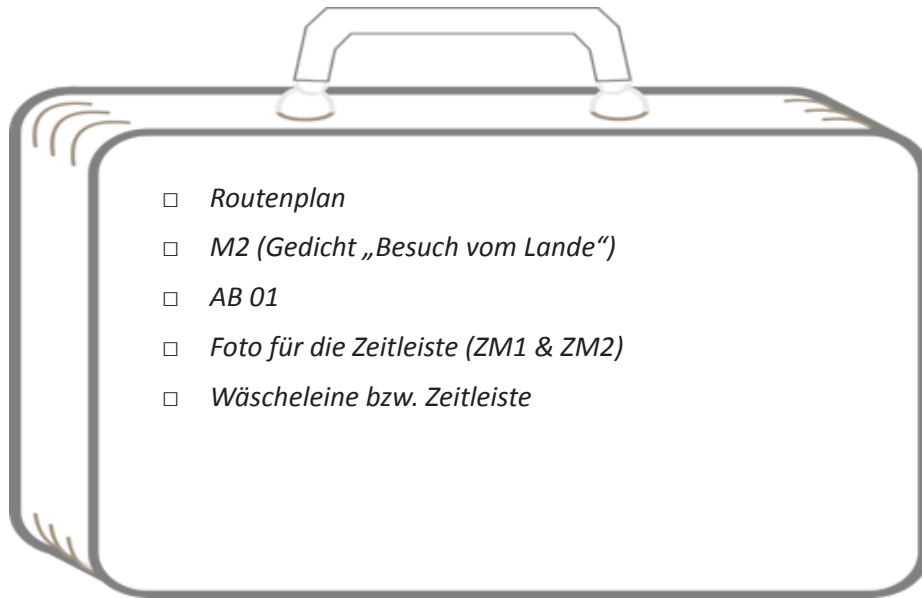 □ Routenplan
□ M2 (Gedicht „Besuch vom Lande“)
□ AB 01
□ Foto für die Zeitleiste (ZM1 & ZM2)
□ Wäscheleine bzw. Zeitleiste